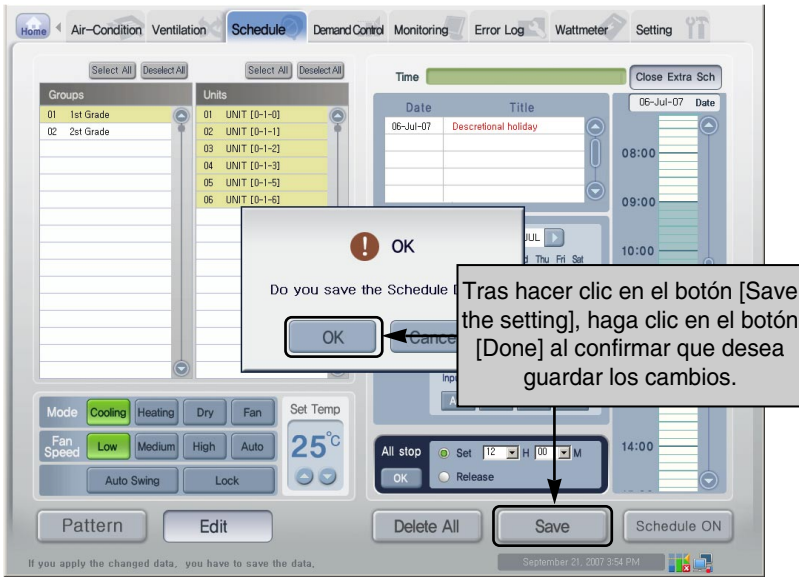 Home Air-Condition Ventilation Schedule Demand Control Monitoring Error Log Wattmeter Setting
Select All Deselect All Select All Deselect All
Groups Units
01 1st Grade
02 2st Grade
01 UNIT [0-1-0]
02 UNIT [0-1-1]
03 UNIT [0-1-2]
04 UNIT [0-1-3]
05 UNIT [0-1-5]
06 UNIT [0-1-6]
Time
Close Extra Sch
Date Title
06-Jul-07 Descretional holiday
06-Jul-07 Date
08:00
09:00
10:00
14:00
JUL
Thu Fri Sat
OK
Do you save the Schedule
OK
Tras hacer clic en el botón [Save
the setting], haga clic en el botón
[Done] al confirmar que desea
guardar los cambios.
Mode Cooling Heating Dry Fan
Fan Speed Low Medium High Auto
Auto Swing Lock
Set Temp
25°C
All stop Set 12 H 00 M
OK Release
Pattern Edit Delete All Save Schedule ON
If you apply the changed data, you have to save the data,
September 21, 2007 3:54 PM